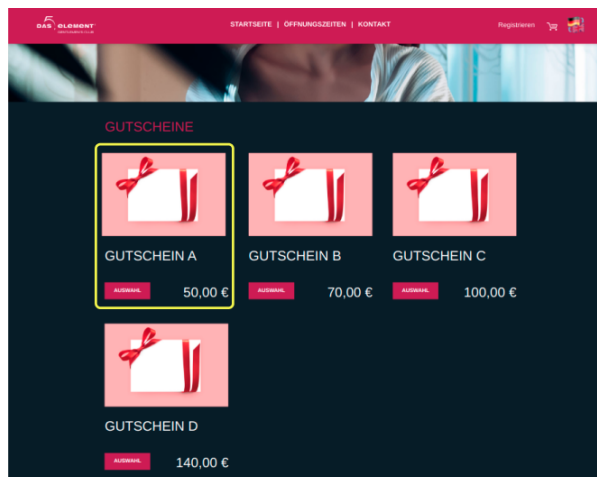 DAS ELEMENT
STARTSEITE | ÖFFNUNGSZEITEN | KONTAKT
Registrieren
GUTSCHEINE
GUTSCHEIN A
AUSWAHL
50,00 €
GUTSCHEIN B
AUSWAHL
70,00 €
GUTSCHEIN C
AUSWAHL
100,00 €
GUTSCHEIN D
AUSWAHL
140,00 €